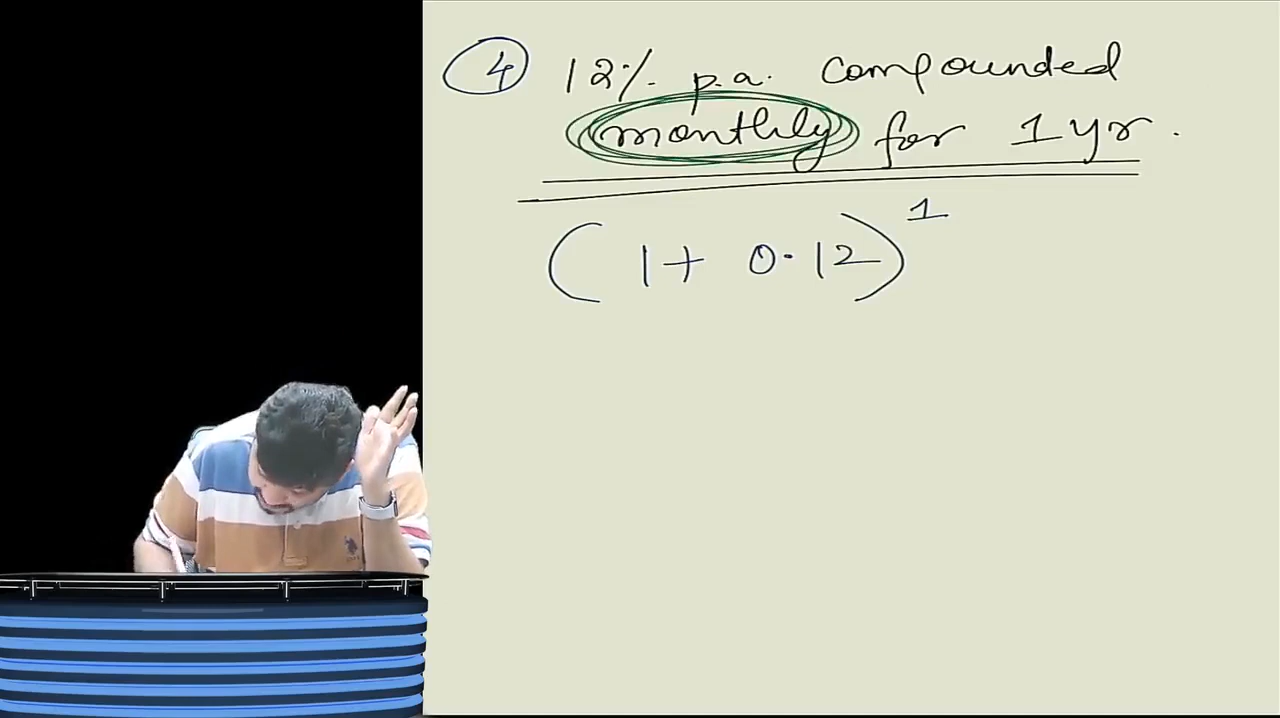 4 12% p.a. compounded
monthly for 1 yr.
(1 + 0.12)^1